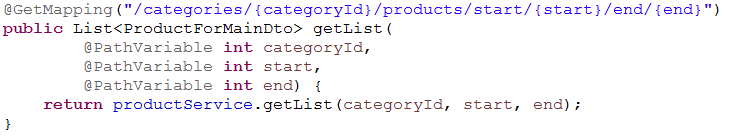 @GetMapping("/categories/{categoryId}/products/start/{start}/end/{end}")
public List<ProductForMainDto> getList(
        @PathVariable int categoryId,
        @PathVariable int start,
        @PathVariable int end) {
    return productService.getList(categoryId, start, end);
}